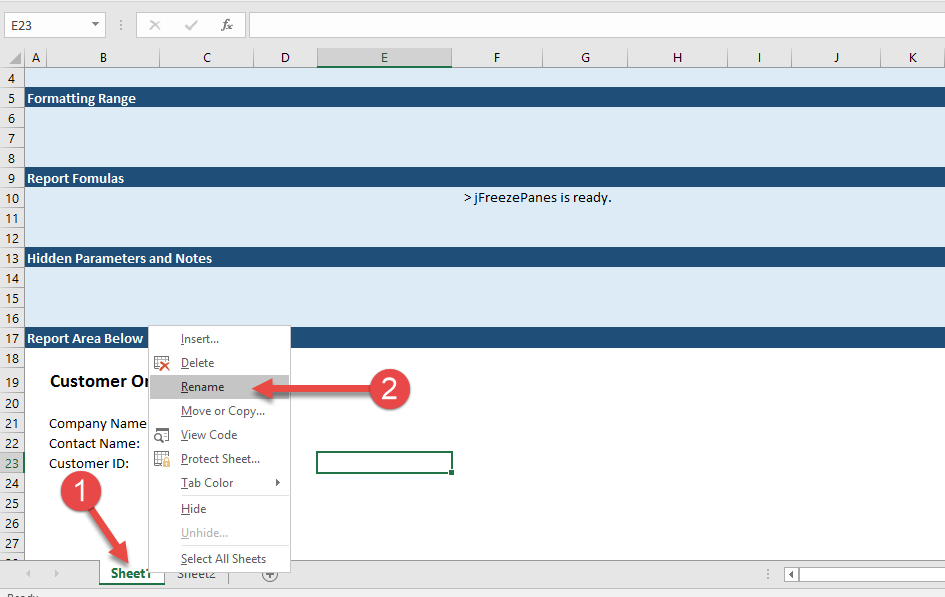 E23
fx
A B C D E F G H I J K
4
5 Formatting Range
6
7
8
9 Report Fomulas
10 > jFreezePanes is ready.
11
12
13 Hidden Parameters and Notes
14
15
16
17 Report Area Below
18
19 Customer Or
20
21 Company Name
22 Contact Name:
23 Customer ID:
24
25
26
27
Insert...
Delete
Rename
2
Move or Copy...
View Code
Protect Sheet...
Tab Color
Hide
Unhide...
Select All Sheets
1
Sheet1 Sheet2
Ready